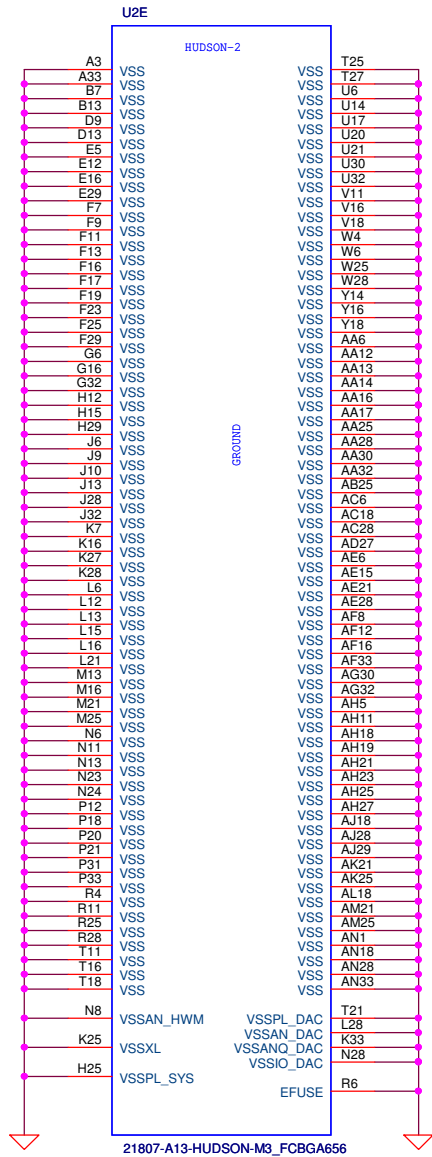 U2E
HUDSON-2
A3 VSS VSS T25
A33 VSS VSS T27
B7 VSS VSS U6
B13 VSS VSS U14
D9 VSS VSS U17
D13 VSS VSS U20
E5 VSS VSS U21
E12 VSS VSS U30
E16 VSS VSS U32
E29 VSS VSS V11
F7 VSS VSS V16
F9 VSS VSS V18
F11 VSS VSS W4
F13 VSS VSS W6
F16 VSS VSS W25
F17 VSS VSS W28
F19 VSS VSS Y14
F23 VSS VSS Y16
F25 VSS VSS Y18
F29 VSS VSS AA6
G6 VSS VSS AA12
G16 VSS VSS AA13
G32 VSS VSS AA14
H12 VSS VSS AA16
H15 VSS VSS AA17
H29 VSS VSS AA25
J6 VSS VSS AA28
J9 VSS VSS AA30
J10 VSS VSS AA32
J13 VSS VSS AB25
J28 VSS VSS AC6
J32 VSS VSS AC18
K7 VSS VSS AC28
K16 VSS VSS AD27
K27 VSS VSS AE6
K28 VSS VSS AE15
L6 VSS VSS AE21
L12 VSS VSS AE28
L13 VSS VSS AF8
L15 VSS VSS AF12
L16 VSS VSS AF16
L21 VSS VSS AF33
M13 VSS VSS AG30
M16 VSS VSS AG32
M21 VSS VSS AH5
M25 VSS VSS AH11
N6 VSS VSS AH18
N11 VSS VSS AH19
N13 VSS VSS AH21
N23 VSS VSS AH23
N24 VSS VSS AH25
P12 VSS VSS AH27
P18 VSS VSS AJ18
P20 VSS VSS AJ28
P21 VSS VSS AJ29
P31 VSS VSS AK21
P33 VSS VSS AK25
R4 VSS VSS AL18
R11 VSS VSS AM21
R25 VSS VSS AM25
R28 VSS VSS AN1
T11 VSS VSS AN18
T16 VSS VSS AN28
T18 VSS VSS AN33
GROUND
N8 VSSAN_HWM VSSPL_DAC T21
VSSAN_DAC L28
K25 VSSXL VSSANQ_DAC K33
VSSIO_DAC N28
H25 VSSPL_SYS
EFUSE R6
21807-A13-HUDSON-M3_FCBGA656